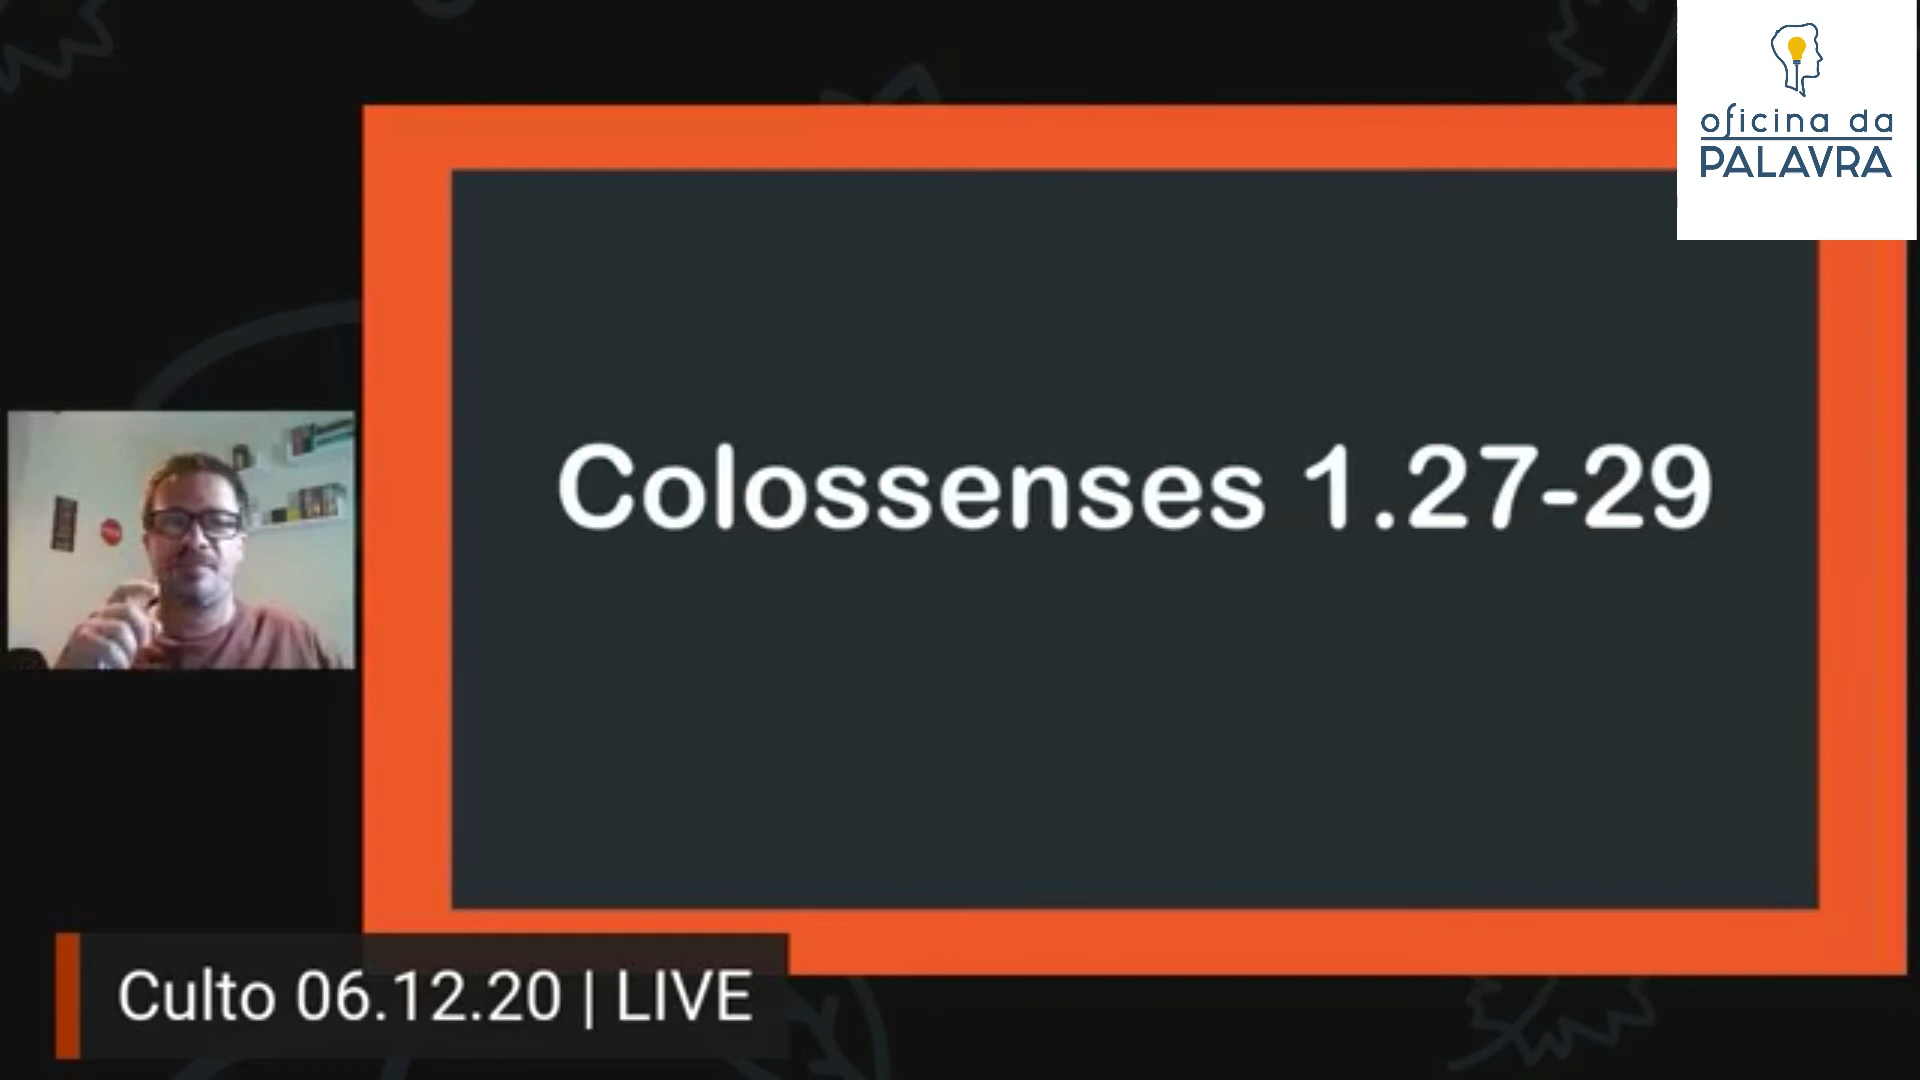 oficina da
PALAVRA
Colossenses 1.27-29
Culto 06.12.20 | LIVE